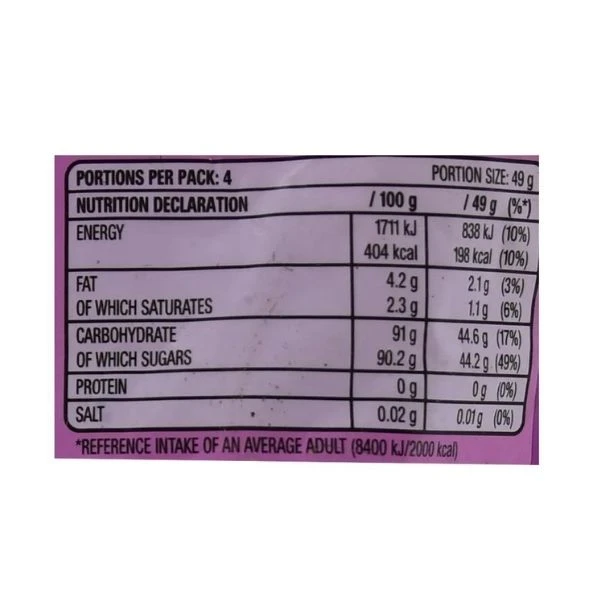 PORTIONS PER PACK: 4 PORTION SIZE: 49 g
NUTRITION DECLARATION / 100 g / 49 g (%*)
ENERGY 1711 kJ 838 kJ (10%)
404 kcal 198 kcal (10%)
FAT 4.2 g 2.1 g (3%)
OF WHICH SATURATES 2.3 g 1.1 g (6%)
CARBOHYDRATE 91 g 44.6 g (17%)
OF WHICH SUGARS 90.2 g 44.2 g (49%)
PROTEIN 0 g 0 g (0%)
SALT 0.02 g 0.01 g (0%)
*REFERENCE INTAKE OF AN AVERAGE ADULT (8400 kJ/2000 kcal)